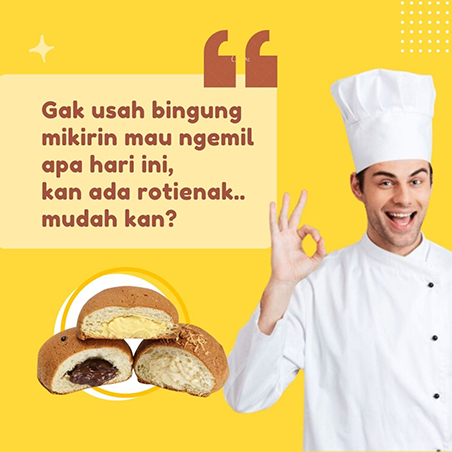 Gak usah bingung
mikirin mau ngemil
apa hari ini,
kan ada rotienak..
mudah kan?